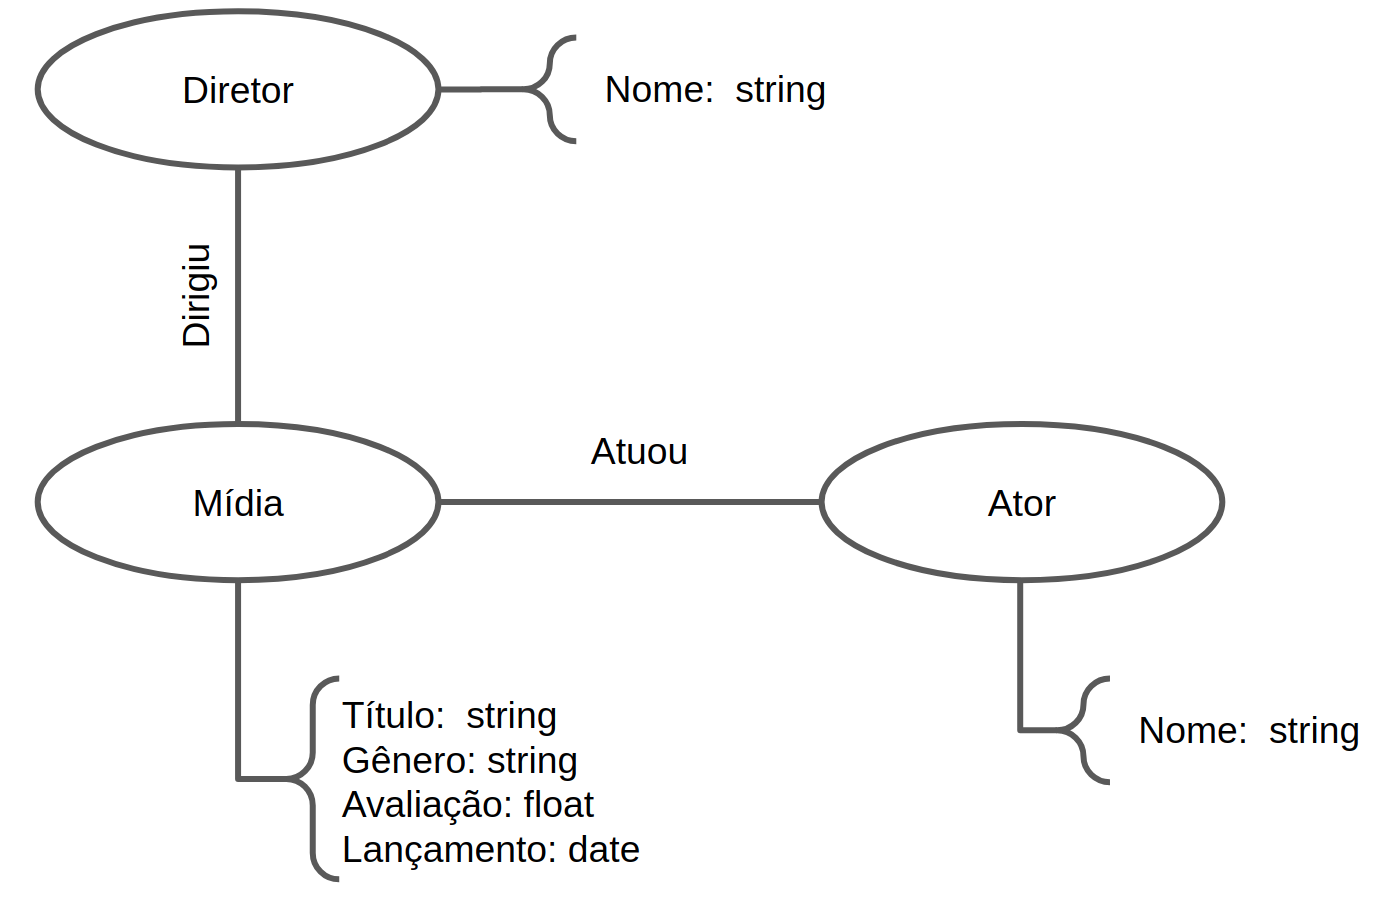 Diretor
Nome: string
Dirigiu
Atuou
Mídia
Ator
Título: string
Gênero: string
Avaliação: float
Lançamento: date
Nome: string